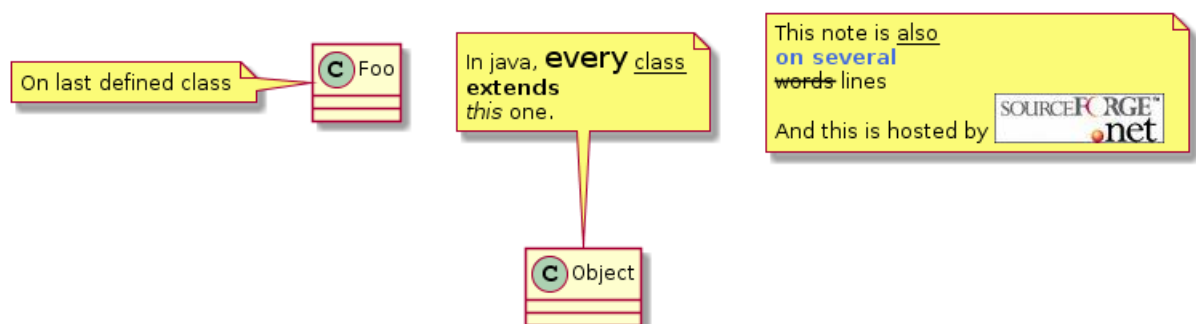 On last defined class
C Foo
In java, every class
extends
this one.
C Object
This note is also
on several
words lines
And this is hosted by SOURCEFORGE™
.net